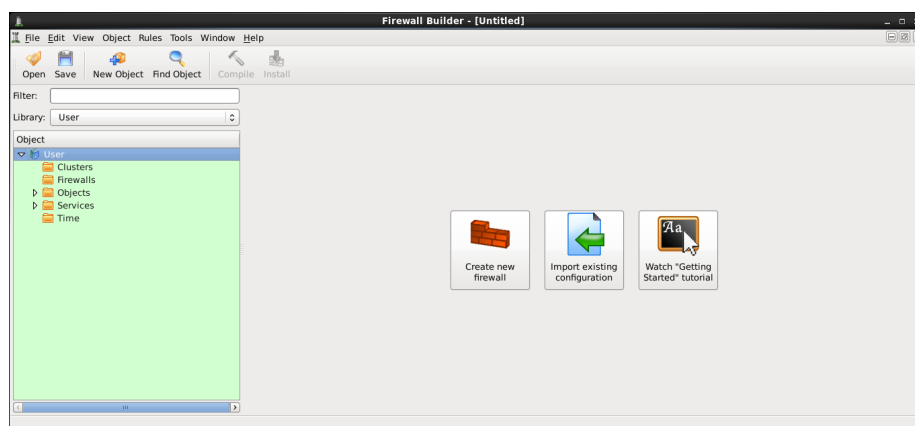 Firewall Builder - [Untitled]
File Edit View Object Rules Tools Window Help
Open Save New Object Find Object Compile Install
Filter:
Library: User
Object
User
Clusters
Firewalls
Objects
Services
Time
Create new
firewall
Import existing
configuration
Aa
Watch "Getting
Started" tutorial